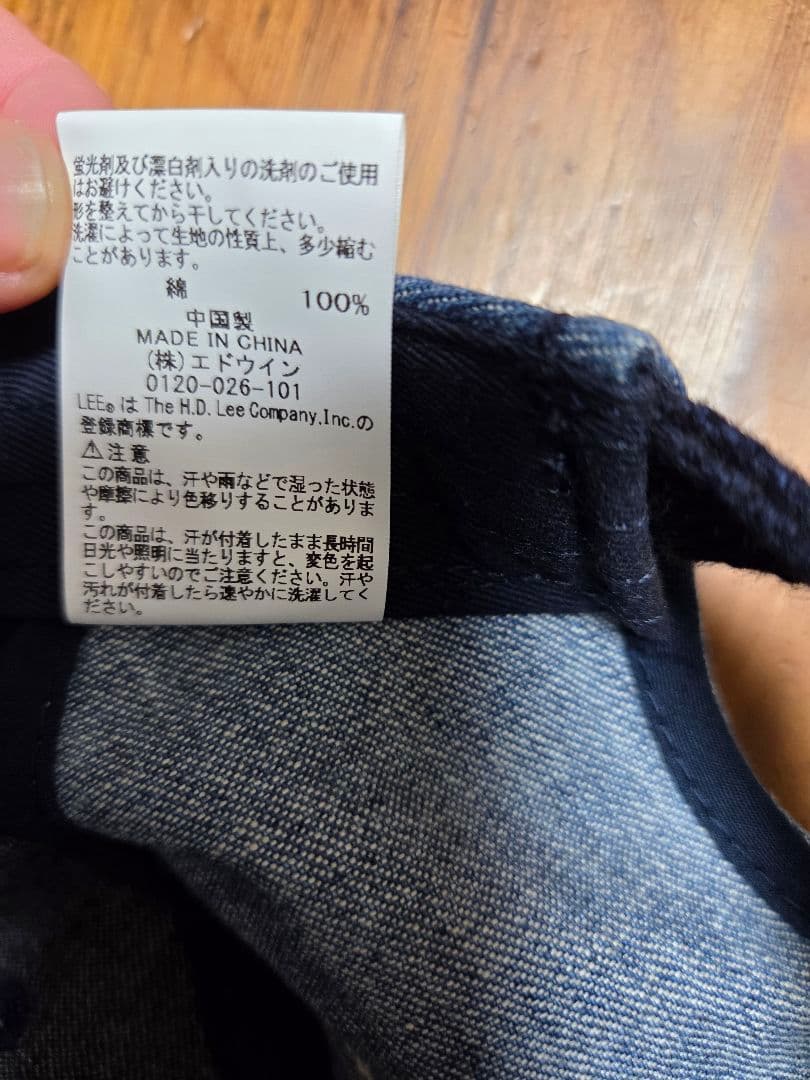 蛍光剤及び漂白剤入りの洗剤のご使用
はお避けください。
形を整えてから干してください。
洗濯によって生地の性質上、多少縮む
ことがあります。
綿 100%
中国製
MADE IN CHINA
(株)エドウイン
0120-026-101
LEE® は The H.D. Lee Company,Inc.の
登録商標です。
⚠注意
この商品は、汗や雨などで湿った状態
や摩擦により色移りすることがありま
す。
この商品は、汗が付着したまま長時間
日光や照明に当たりますと、変色を起
こしやすいのでご注意ください。汗や
汚れが付着したら速やかに洗濯してく
ださい。